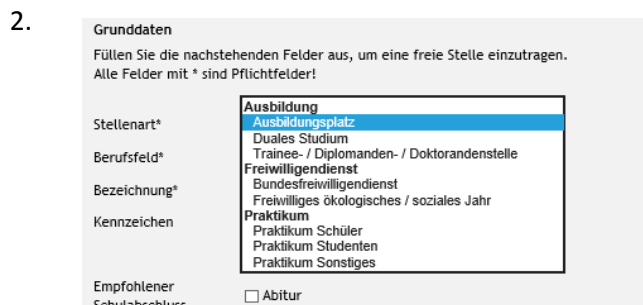 2.
Grunddaten
Füllen Sie die nachstehenden Felder aus, um eine freie Stelle einzutragen.
Alle Felder mit * sind Pflichtfelder!
Stellenart*
Berufsfeld*
Bezeichnung*
Kennzeichen
Ausbildung
Ausbildungsplatz
Duales Studium
Trainee- / Diplomanden- / Doktorandenstelle
Freiwilligendienst
Bundesfreiwilligendienst
Freiwilliges ökologisches / soziales Jahr
Praktikum
Praktikum Schüler
Praktikum Studenten
Praktikum Sonstiges
Empfohlener
Schulabschluss
Abitur